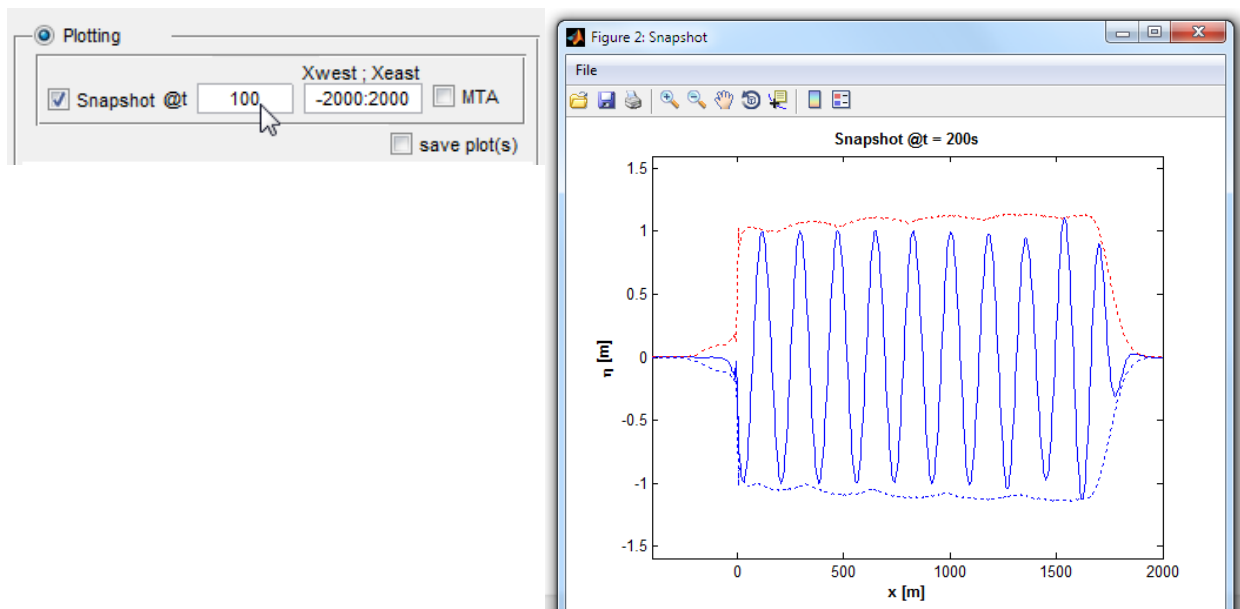 Plotting
Xwest ; Xeast
Snapshot @t 100 -2000:2000 MTA
save plot(s)
Figure 2: Snapshot
File
Snapshot @t = 200s
1.5
1
0.5
0
-0.5
-1
-1.5
η [m]
0 500 1000 1500 2000
x [m]